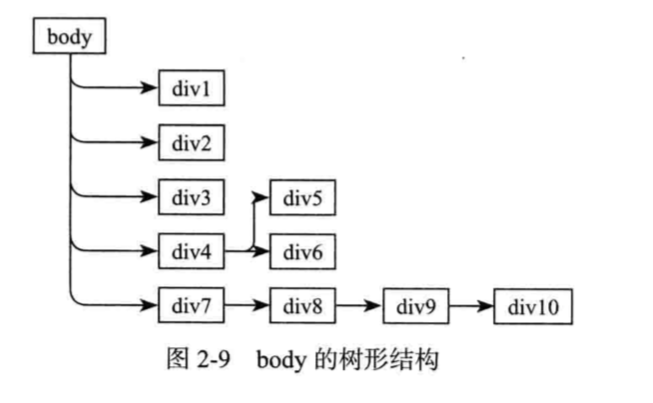 body
div1
div2
div3
div5
div4
div6
div7
div8
div9
div10
图 2-9 body 的树形结构